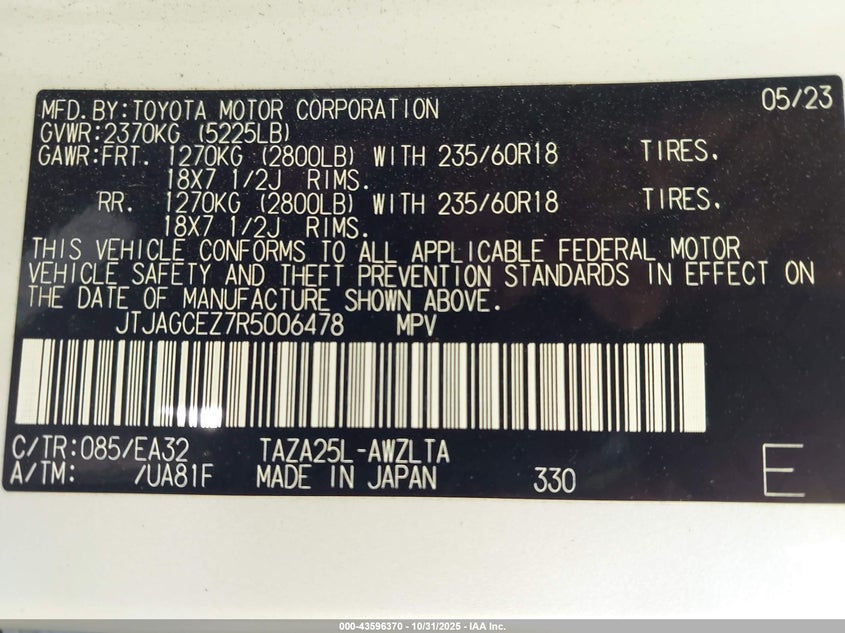 MFD.BY:TOYOTA MOTOR CORPORATION 05/23
GVWR:2370KG (5225LB)
GAWR:FRT. 1270KG (2800LB) WITH 235/60R18 TIRES.
18X7 1/2J RIMS.
RR. 1270KG (2800LB) WITH 235/60R18 TIRES.
18X7 1/2J RIMS.
THIS VEHICLE CONFORMS TO ALL APPLICABLE FEDERAL MOTOR
VEHICLE SAFETY AND THEFT PREVENTION STANDARDS IN EFFECT ON
THE DATE OF MANUFACTURE SHOWN ABOVE.
JTJAGCEZ7R5006478 MPV
C/TR:085/EA32 TAZA25L-AWZLTA
A/TM: /UA81F MADE IN JAPAN 330 E
000-43596370 - 10/31/2025 - IAA Inc.